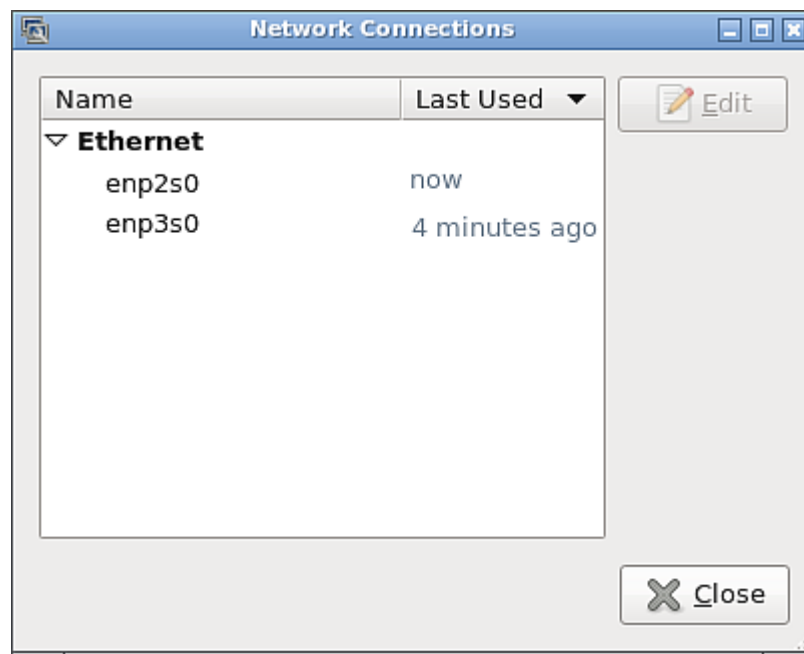 Network Connections
Name Last Used
Edit
Ethernet
enp2s0 now
enp3s0 4 minutes ago
Close